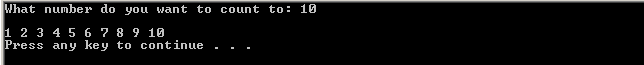 What number do you want to count to: 10
1 2 3 4 5 6 7 8 9 10
Press any key to continue . . .